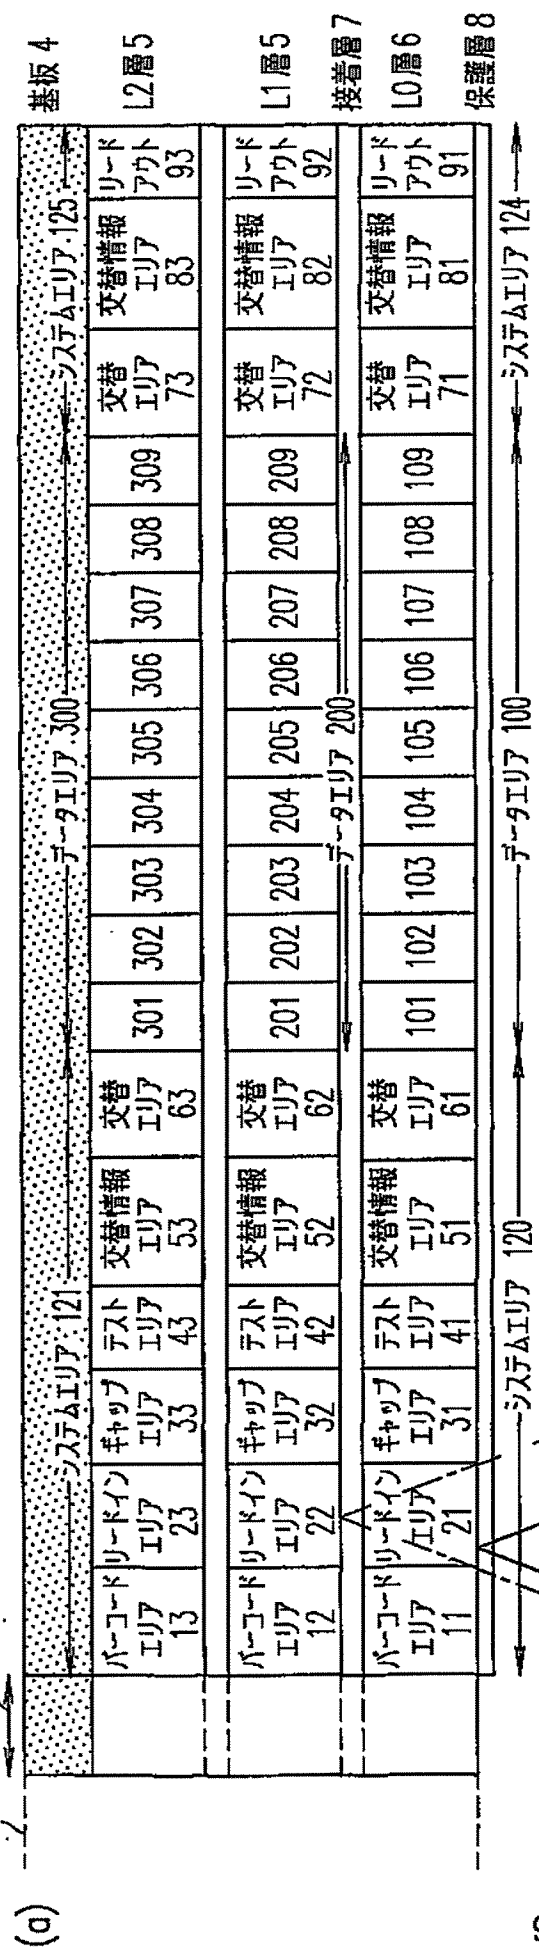 (a)
基板 4
システムエリア 121
データエリア 300
システムエリア 125
L2層5
バーコード
エリア
13
リードイン
エリア
23
ギャップ
エリア
33
テスト
エリア
43
交替情報
エリア
53
交替
エリア
63
301
302
303
304
305
306
307
308
309
交替
エリア
73
交替情報
エリア
83
リード
アウト
93
L1層5
バーコード
エリア
12
リードイン
エリア
22
ギャップ
エリア
32
テスト
エリア
42
交替情報
エリア
52
交替
エリア
62
201
202
203
204
205
206
207
208
209
交替
エリア
72
交替情報
エリア
82
リード
アウト
92
接着層7
データエリア 200
L0層6
バーコード
エリア
11
リードイン
エリア
21
ギャップ
エリア
31
テスト
エリア
41
交替情報
エリア
51
交替
エリア
61
101
102
103
104
105
106
107
108
109
交替
エリア
71
交替情報
エリア
81
リード
アウト
91
保護層8
システムエリア 120
データエリア 100
システムエリア 124